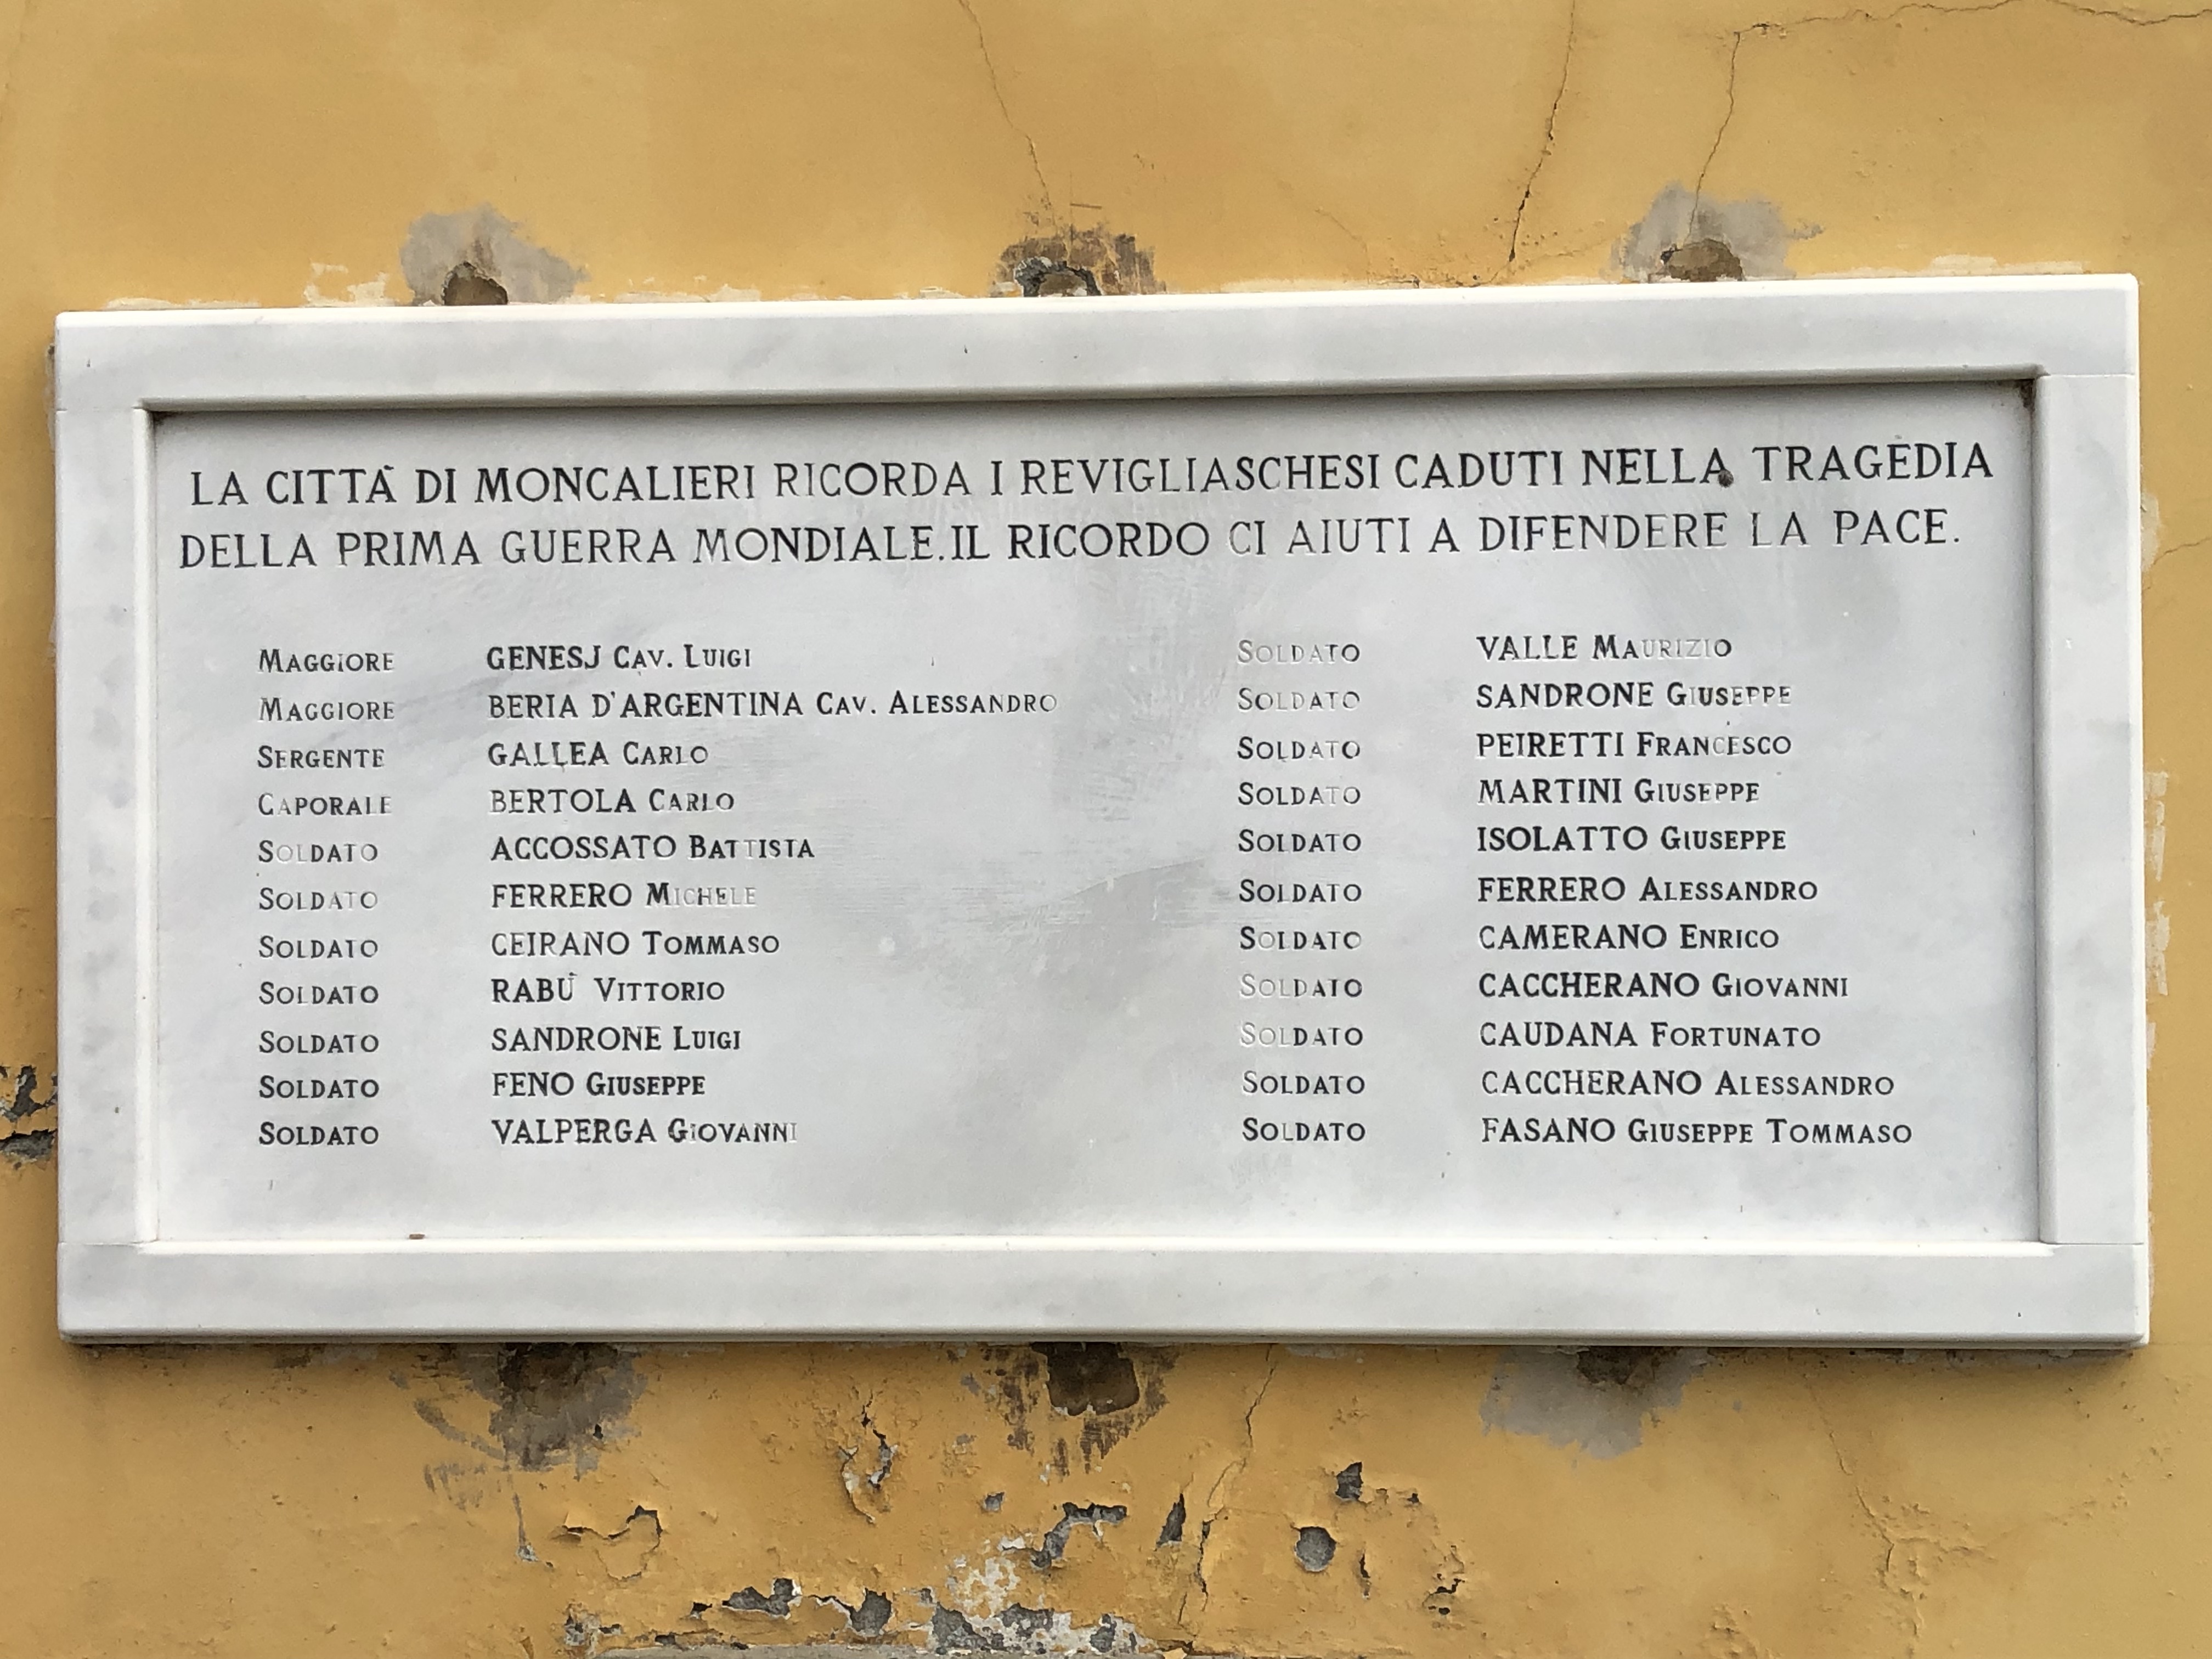 LA CITTÀ DI MONCALIERI RICORDA I REVIGLIASCHESI CADUTI NELLA TRAGEDIA
DELLA PRIMA GUERRA MONDIALE. IL RICORDO CI AIUTI A DIFENDERE LA PACE.
MAGGIORE GENESJ CAV. LUIGI
MAGGIORE BERIA D'ARGENTINA CAV. ALESSANDRO
SERGENTE GALLEA CARLO
CAPORALE BERTOLA CARLO
SOLDATO ACCOSSATO BATTISTA
SOLDATO FERRERO MICHELE
SOLDATO CEIRANO TOMMASO
SOLDATO RABÙ VITTORIO
SOLDATO SANDRONE LUIGI
SOLDATO FENO GIUSEPPE
SOLDATO VALPERGA GIOVANNI
SOLDATO VALLE MAURIZIO
SOLDATO SANDRONE GIUSEPPE
SOLDATO PEIRETTI FRANCESCO
SOLDATO MARTINI GIUSEPPE
SOLDATO ISOLATTO GIUSEPPE
SOLDATO FERRERO ALESSANDRO
SOLDATO CAMERANO ENRICO
SOLDATO CACCHERANO GIOVANNI
SOLDATO CAUDANA FORTUNATO
SOLDATO CACCHERANO ALESSANDRO
SOLDATO FASANO GIUSEPPE TOMMASO